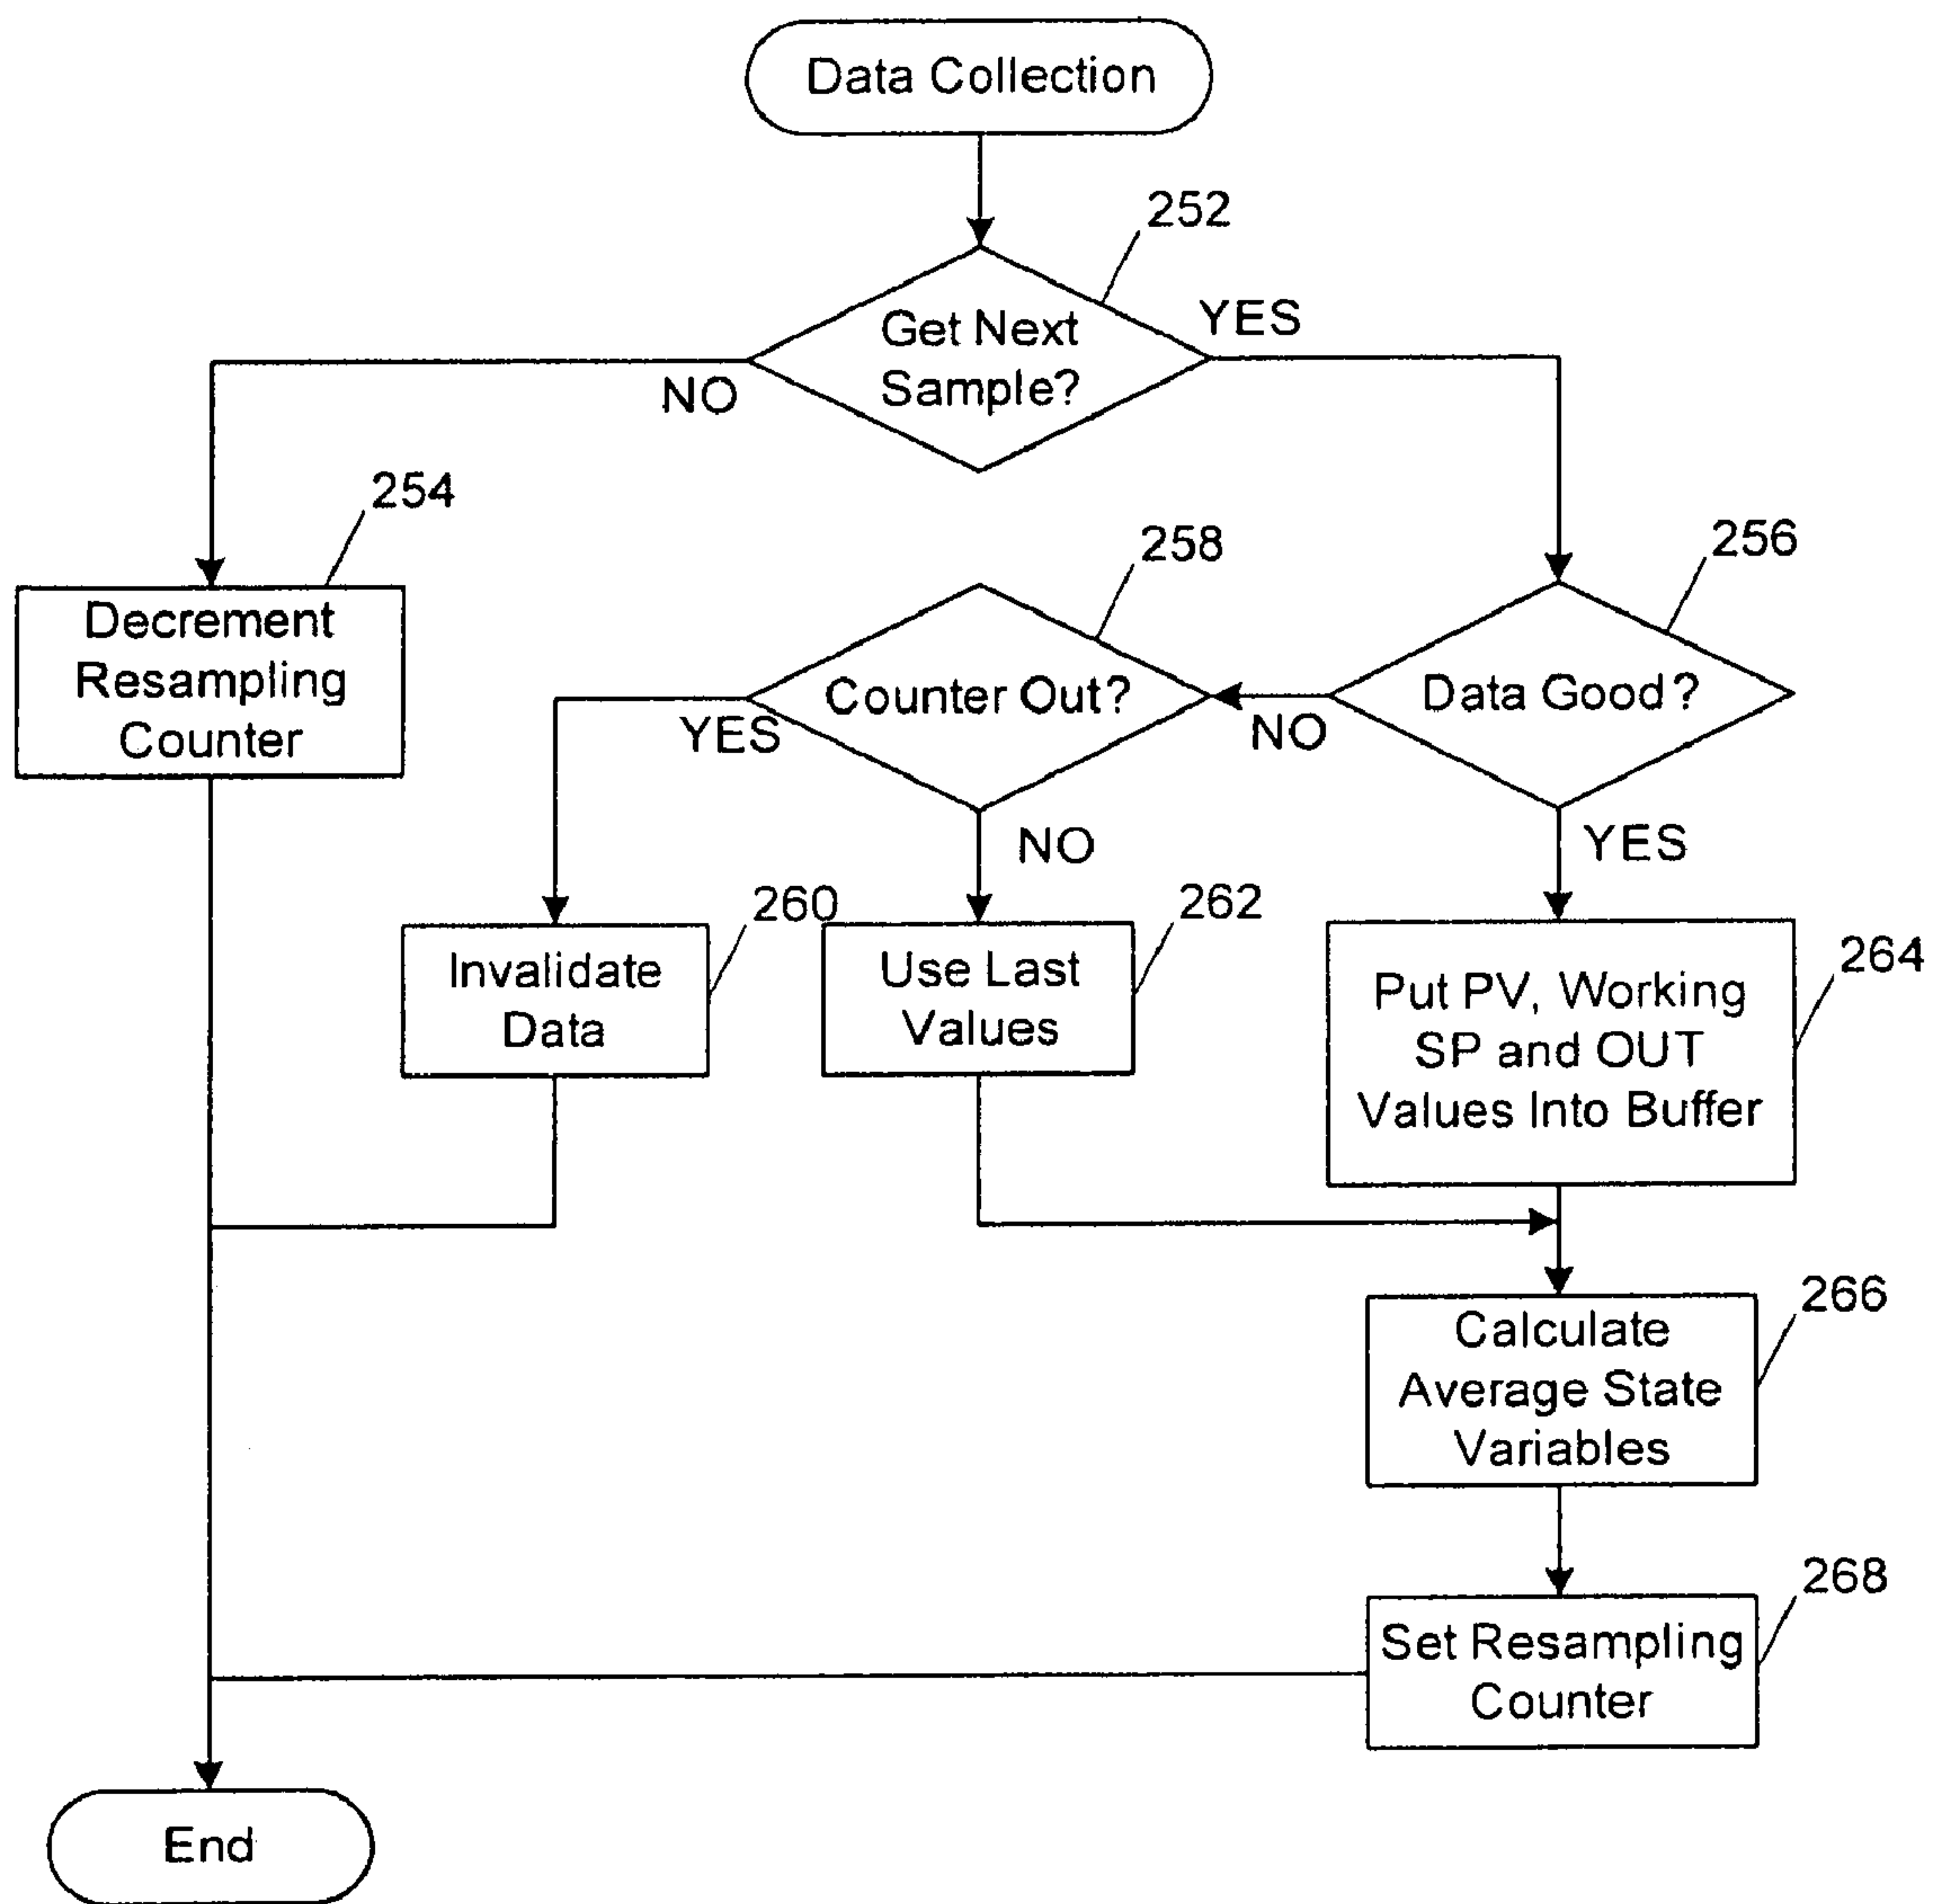 Data Collection
252
Get Next
Sample?
YES
NO
254
Decrement
Resampling
Counter
258
Counter Out?
YES
NO
256
Data Good?
NO
YES
260
Invalidate
Data
262
Use Last
Values
264
Put PV, Working
SP and OUT
Values Into Buffer
266
Calculate
Average State
Variables
268
Set Resampling
Counter
End